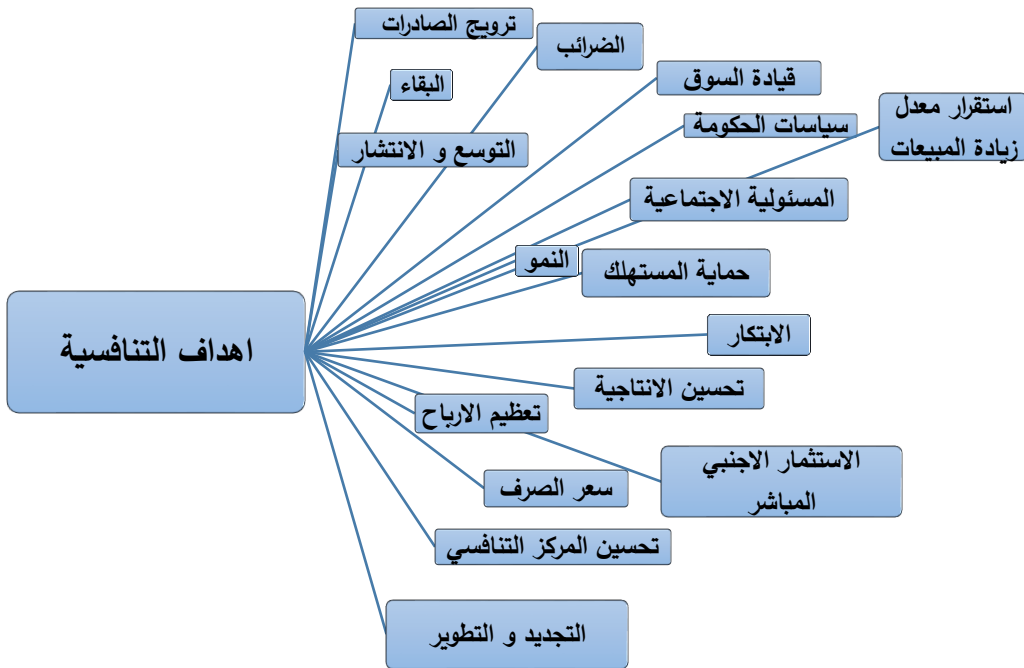 ترويج الصادرات
الضرائب
البقاء
قيادة السوق
سياسات الحكومة
استقرار معدل
زيادة المبيعات
التوسع و الانتشار
المسئولية الاجتماعية
النمو
حماية المستهلك
اهداف التنافسية
الابتكار
تحسين الانتاجية
تعظيم الارباح
الاستثمار الاجنبي
المباشر
سعر الصرف
تحسين المركز التنافسي
التجديد و التطوير